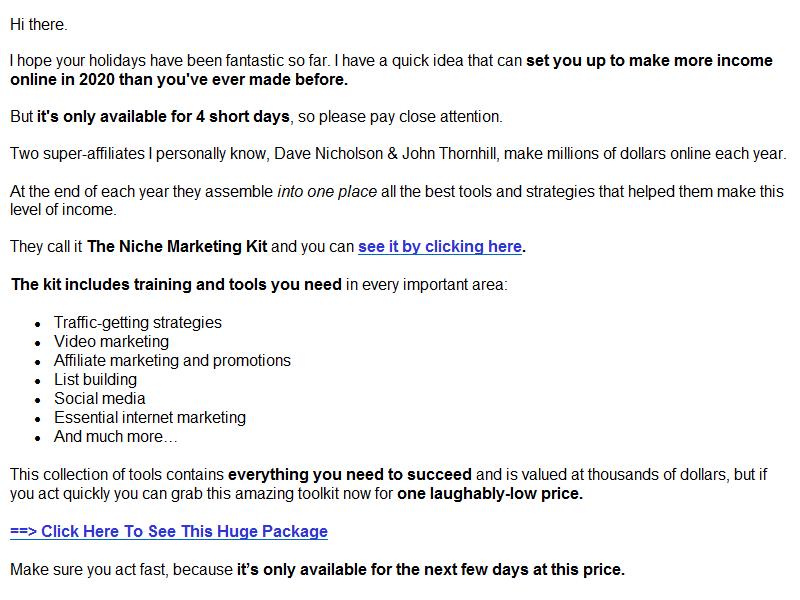 Hi there.
I hope your holidays have been fantastic so far. I have a quick idea that can set you up to make more income
online in 2020 than you've ever made before.
But it's only available for 4 short days, so please pay close attention.
Two super-affiliates I personally know, Dave Nicholson & John Thornhill, make millions of dollars online each year.
At the end of each year they assemble into one place all the best tools and strategies that helped them make this
level of income.
They call it The Niche Marketing Kit and you can see it by clicking here.
The kit includes training and tools you need in every important area:
• Traffic-getting strategies
• Video marketing
• Affiliate marketing and promotions
• List building
• Social media
• Essential internet marketing
• And much more…
This collection of tools contains everything you need to succeed and is valued at thousands of dollars, but if
you act quickly you can grab this amazing toolkit now for one laughably-low price.
==> Click Here To See This Huge Package
Make sure you act fast, because it’s only available for the next few days at this price.